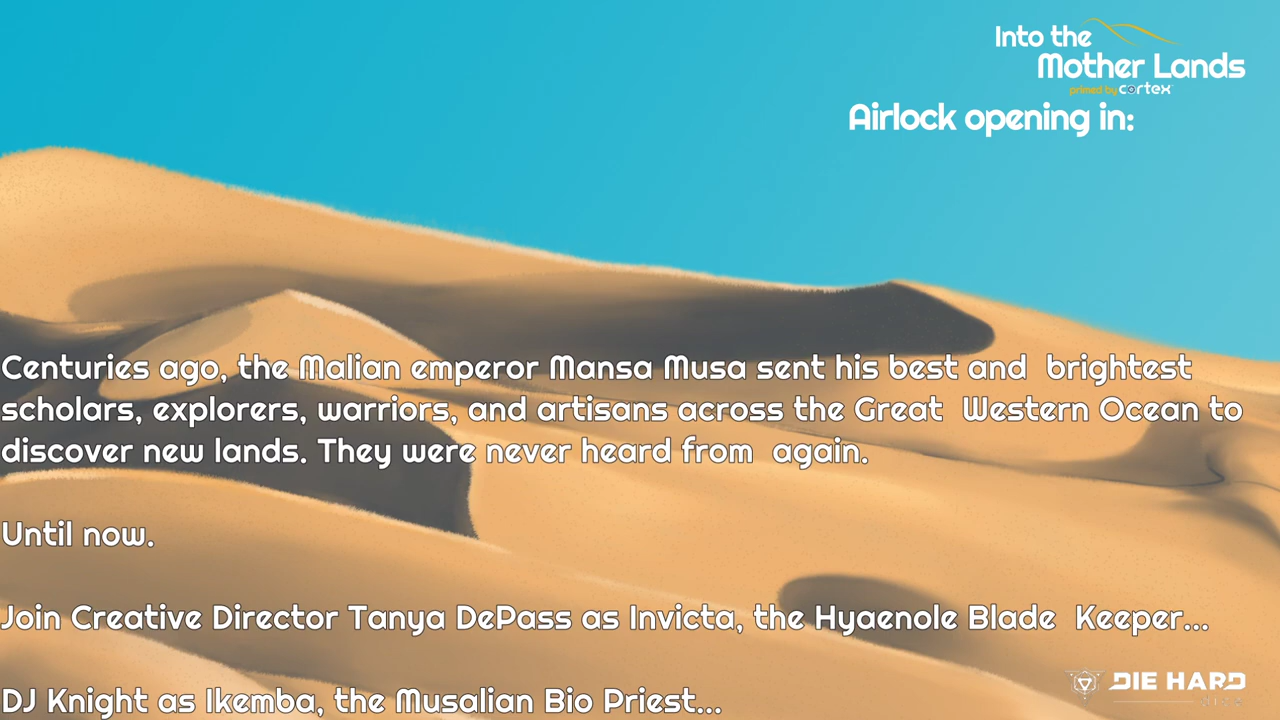 Into the
Mother Lands
primed by cortex
Airlock opening in:
Centuries ago, the Malian emperor Mansa Musa sent his best and brightest
scholars, explorers, warriors, and artisans across the Great Western Ocean to
discover new lands. They were never heard from again.
Until now.
Join Creative Director Tanya DePass as Invicta, the Hyaenole Blade Keeper...
DJ Knight as Ikemba, the Musalian Bio Priest...
DIE HARD
DICE